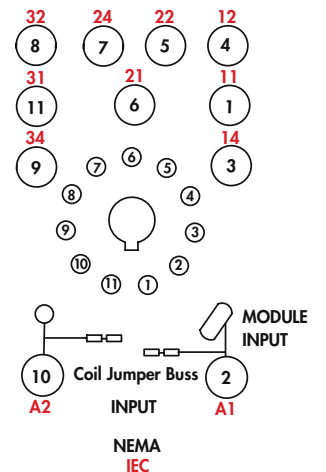 32 24 22 12
8 7 5 4
31 21 11
11 6 1
34 14
9 3
6
7 5
8 4
9 3
10 2
11 1
MODULE
INPUT
10 Coil Jumper Buss 2
A2 INPUT A1
NEMA
IEC